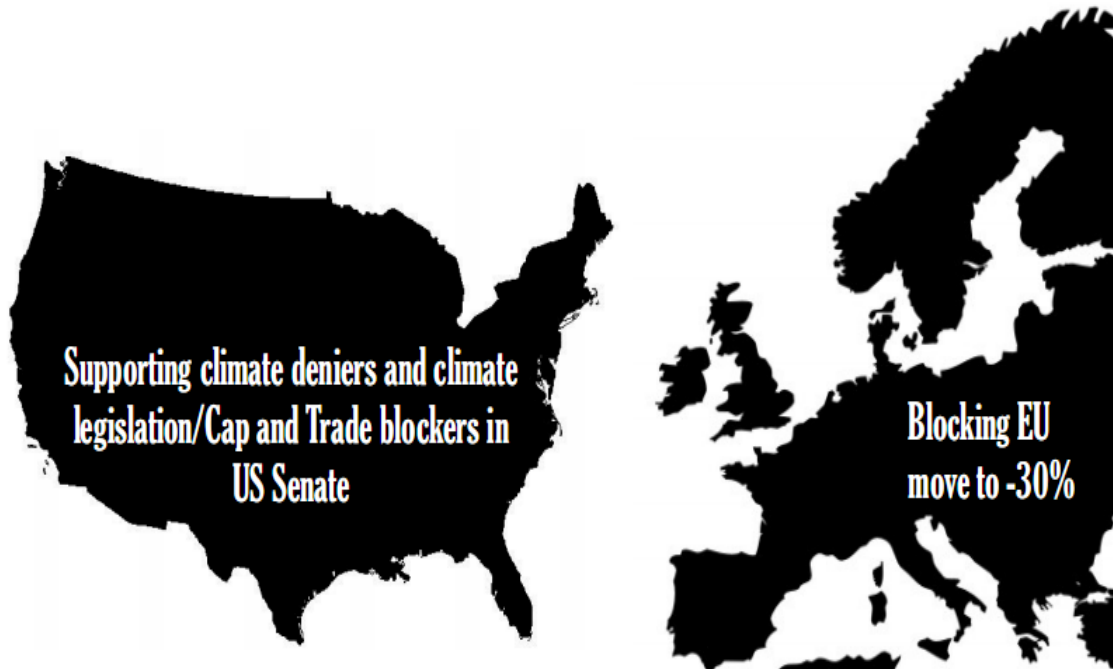 Supporting climate deniers and climate
legislation/Cap and Trade blockers in
US Senate
Blocking EU
move to -30%